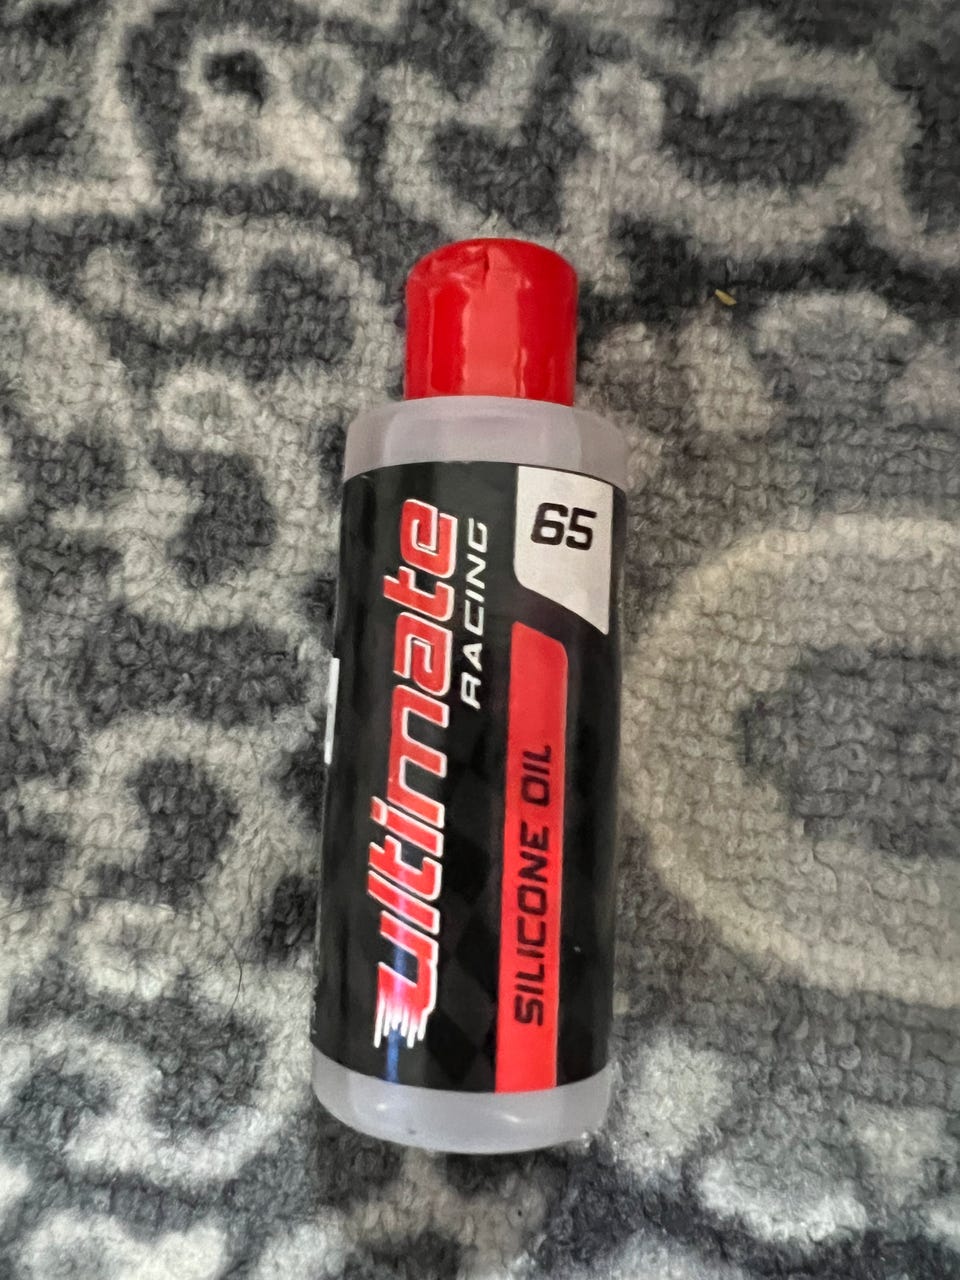 ultimate
RACING
65
SILICONE OIL